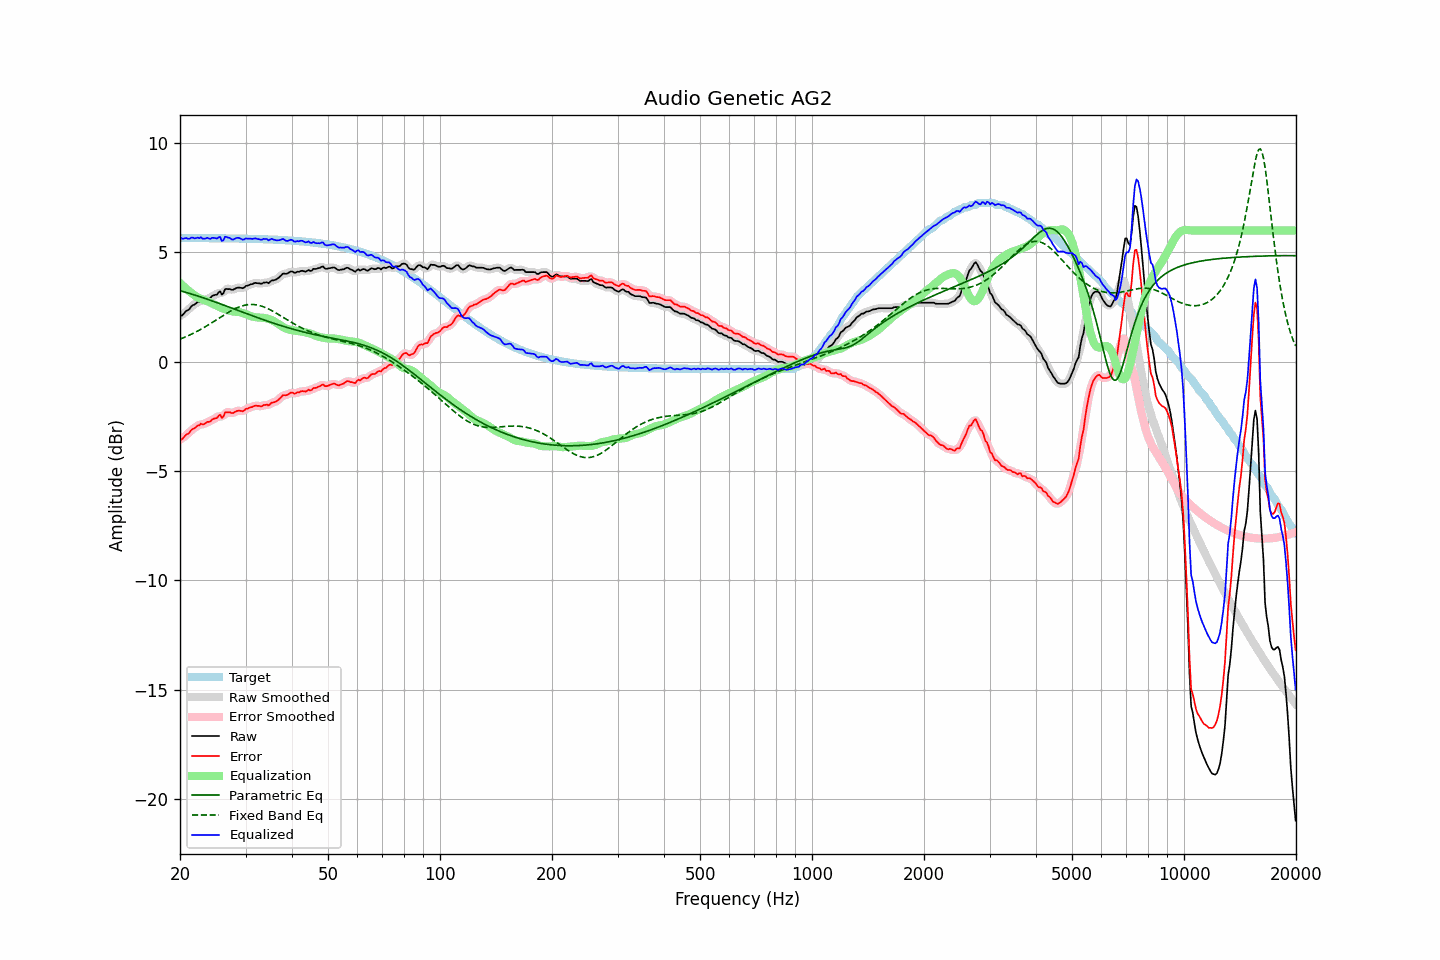 Audio Genetic AG2
10
5
0
−5
−10
−15
−20
Amplitude (dBr)
Target
Raw Smoothed
Error Smoothed
Raw
Error
Equalization
Parametric Eq
Fixed Band Eq
Equalized
20 50 100 200 500 1000 2000 5000 10000 20000
Frequency (Hz)